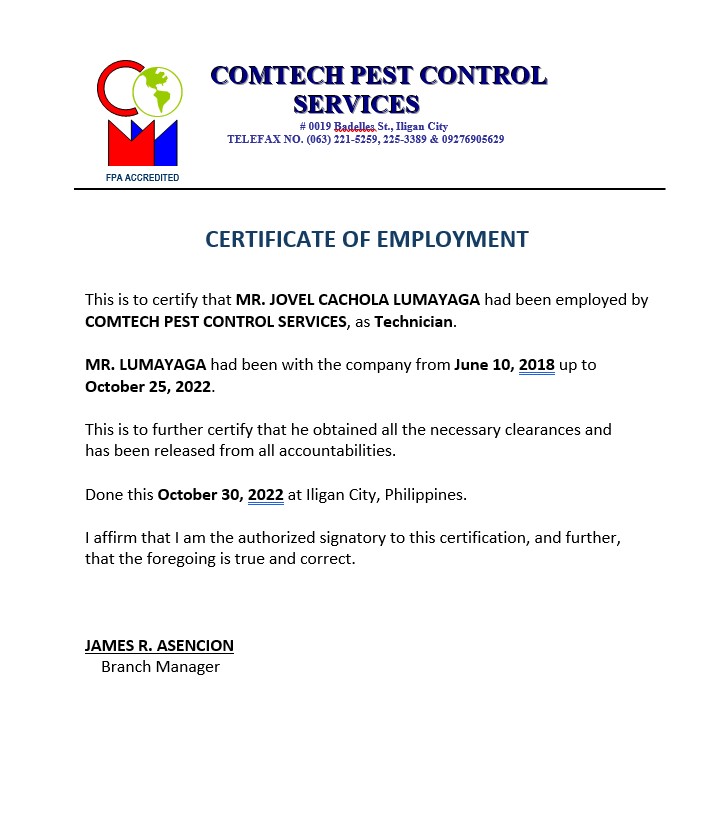 COMTECH PEST CONTROL
SERVICES
# 0019 Badelles St., Iligan City
TELEFAX NO. (063) 221-5259, 225-3389 & 09276905629
FPA ACCREDITED
CERTIFICATE OF EMPLOYMENT
This is to certify that MR. JOVEL CACHOLA LUMAYAGA had been employed by
COMTECH PEST CONTROL SERVICES, as Technician.
MR. LUMAYAGA had been with the company from June 10, 2018 up to
October 25, 2022.
This is to further certify that he obtained all the necessary clearances and
has been released from all accountabilities.
Done this October 30, 2022 at Iligan City, Philippines.
I affirm that I am the authorized signatory to this certification, and further,
that the foregoing is true and correct.
JAMES R. ASENCION
Branch Manager